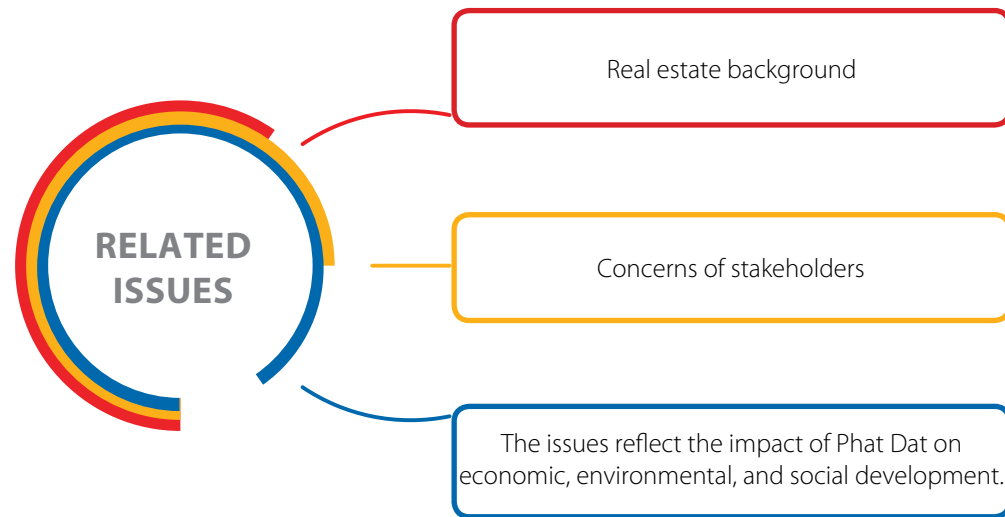 RELATED
ISSUES
Real estate background
Concerns of stakeholders
The issues reflect the impact of Phat Dat on
economic, environmental, and social development.